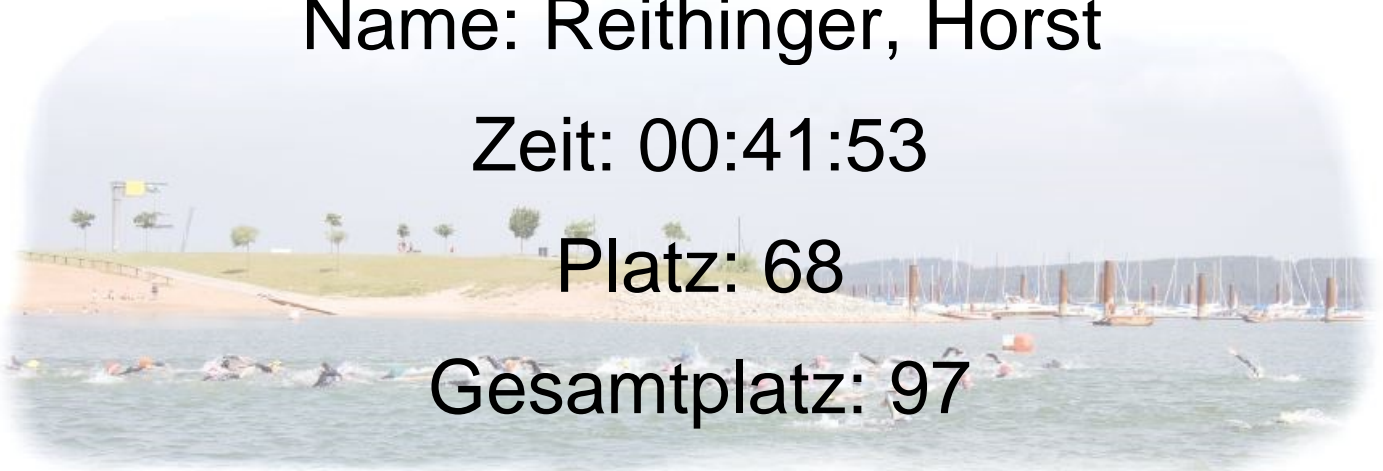 Name: Reithinger, Horst
Zeit: 00:41:53
Platz: 68
Gesamtplatz: 97